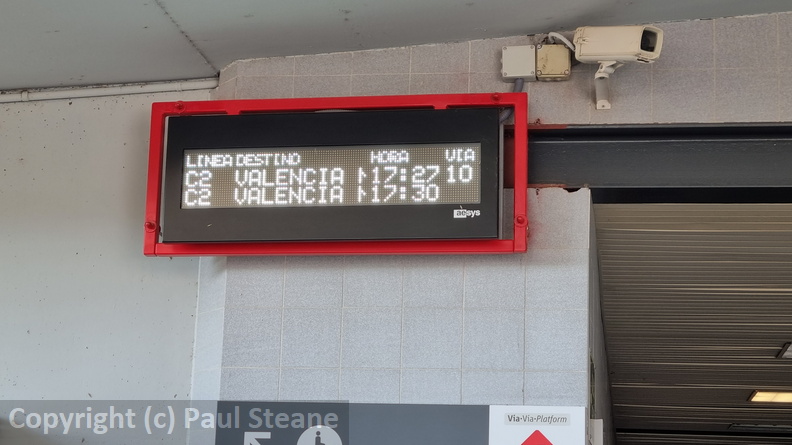 LINEA DESTINO HORA VIA
C2 VALENCIA 17:27 10
C2 VALENCIA 17:30
aesys
Via-Via-Platform
Copyright (c) Paul Steane